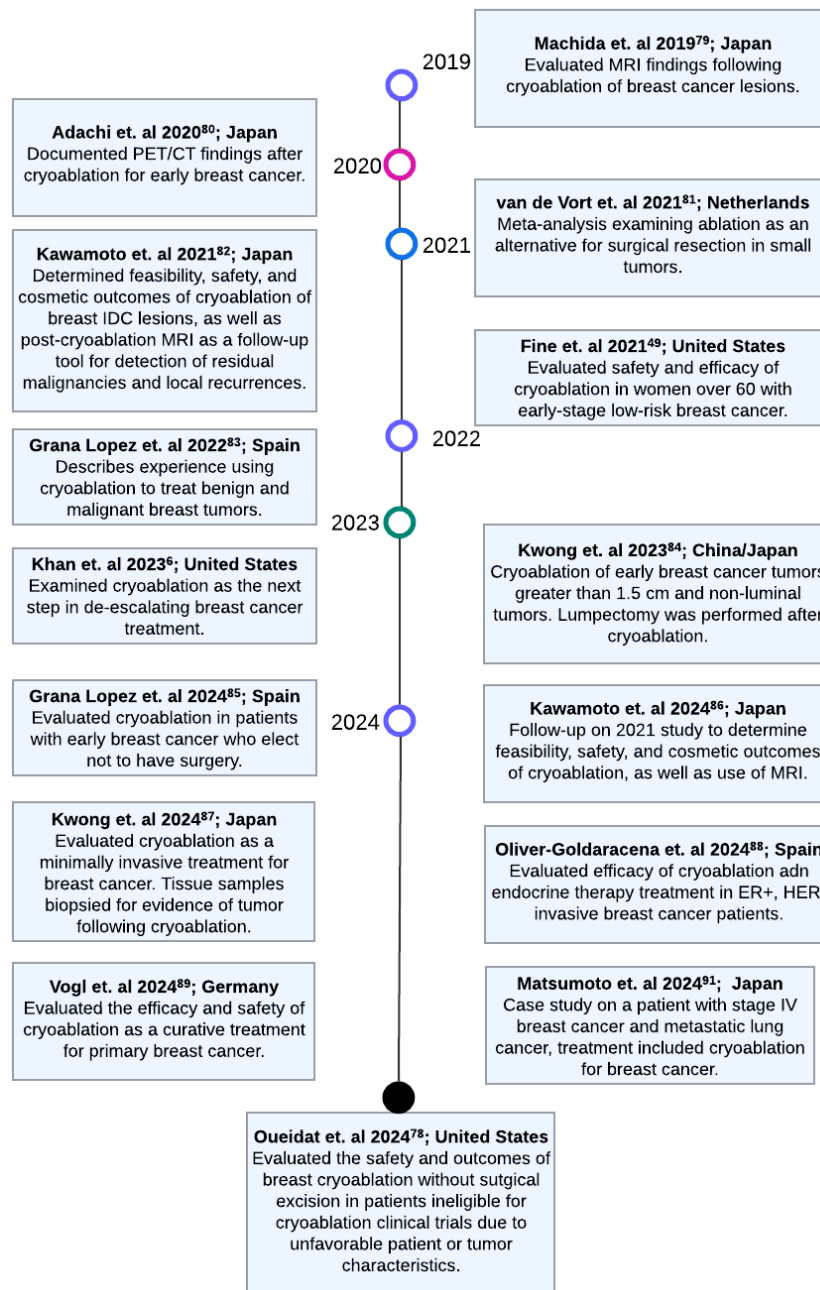 2019
Machida et. al 2019⁷⁹; Japan
Evaluated MRI findings following
cryoablation of breast cancer lesions.
Adachi et. al 2020⁸⁰; Japan
Documented PET/CT findings after
cryoablation for early breast cancer.
2020
van de Vort et. al 2021⁸¹; Netherlands
Meta-analysis examining ablation as an
alternative for surgical resection in small
tumors.
2021
Kawamoto et. al 2021⁸²; Japan
Determined feasibility, safety, and
cosmetic outcomes of cryoablation of
breast IDC lesions, as well as
post-cryoablation MRI as a follow-up
tool for detection of residual
malignancies and local recurrences.
Fine et. al 2021⁴⁹; United States
Evaluated safety and efficacy of
cryoablation in women over 60 with
early-stage low-risk breast cancer.
2022
Grana Lopez et. al 2022⁸³; Spain
Describes experience using
cryoablation to treat benign and
malignant breast tumors.
2023
Kwong et. al 2023⁸⁴; China/Japan
Cryoablation of early breast cancer tumors
greater than 1.5 cm and non-luminal
tumors. Lumpectomy was performed after
cryoablation.
Khan et. al 2023⁶; United States
Examined cryoablation as the next
step in de-escalating breast cancer
treatment.
Grana Lopez et. al 2024⁸⁵; Spain
Evaluated cryoablation in patients
with early breast cancer who elect
not to have surgery.
2024
Kawamoto et. al 2024⁸⁶; Japan
Follow-up on 2021 study to determine
feasibility, safety, and cosmetic outcomes
of cryoablation, as well as use of MRI.
Kwong et. al 2024⁸⁷; Japan
Evaluated cryoablation as a
minimally invasive treatment for
breast cancer. Tissue samples
biopsied for evidence of tumor
following cryoablation.
Oliver-Goldaracena et. al 2024⁸⁸; Spain
Evaluated efficacy of cryoablation adn
endocrine therapy treatment in ER+, HER
invasive breast cancer patients.
Vogl et. al 2024⁸⁹; Germany
Evaluated the efficacy and safety of
cryoablation as a curative treatment
for primary breast cancer.
Matsumoto et. al 2024⁹¹; Japan
Case study on a patient with stage IV
breast cancer and metastatic lung
cancer, treatment included cryoablation
for breast cancer.
Oueidat et. al 2024⁷⁸; United States
Evaluated the safety and outcomes of
breast cryoablation without sutgical
excision in patients ineligible for
cryoablation clinical trials due to
unfavorable patient or tumor
characteristics.